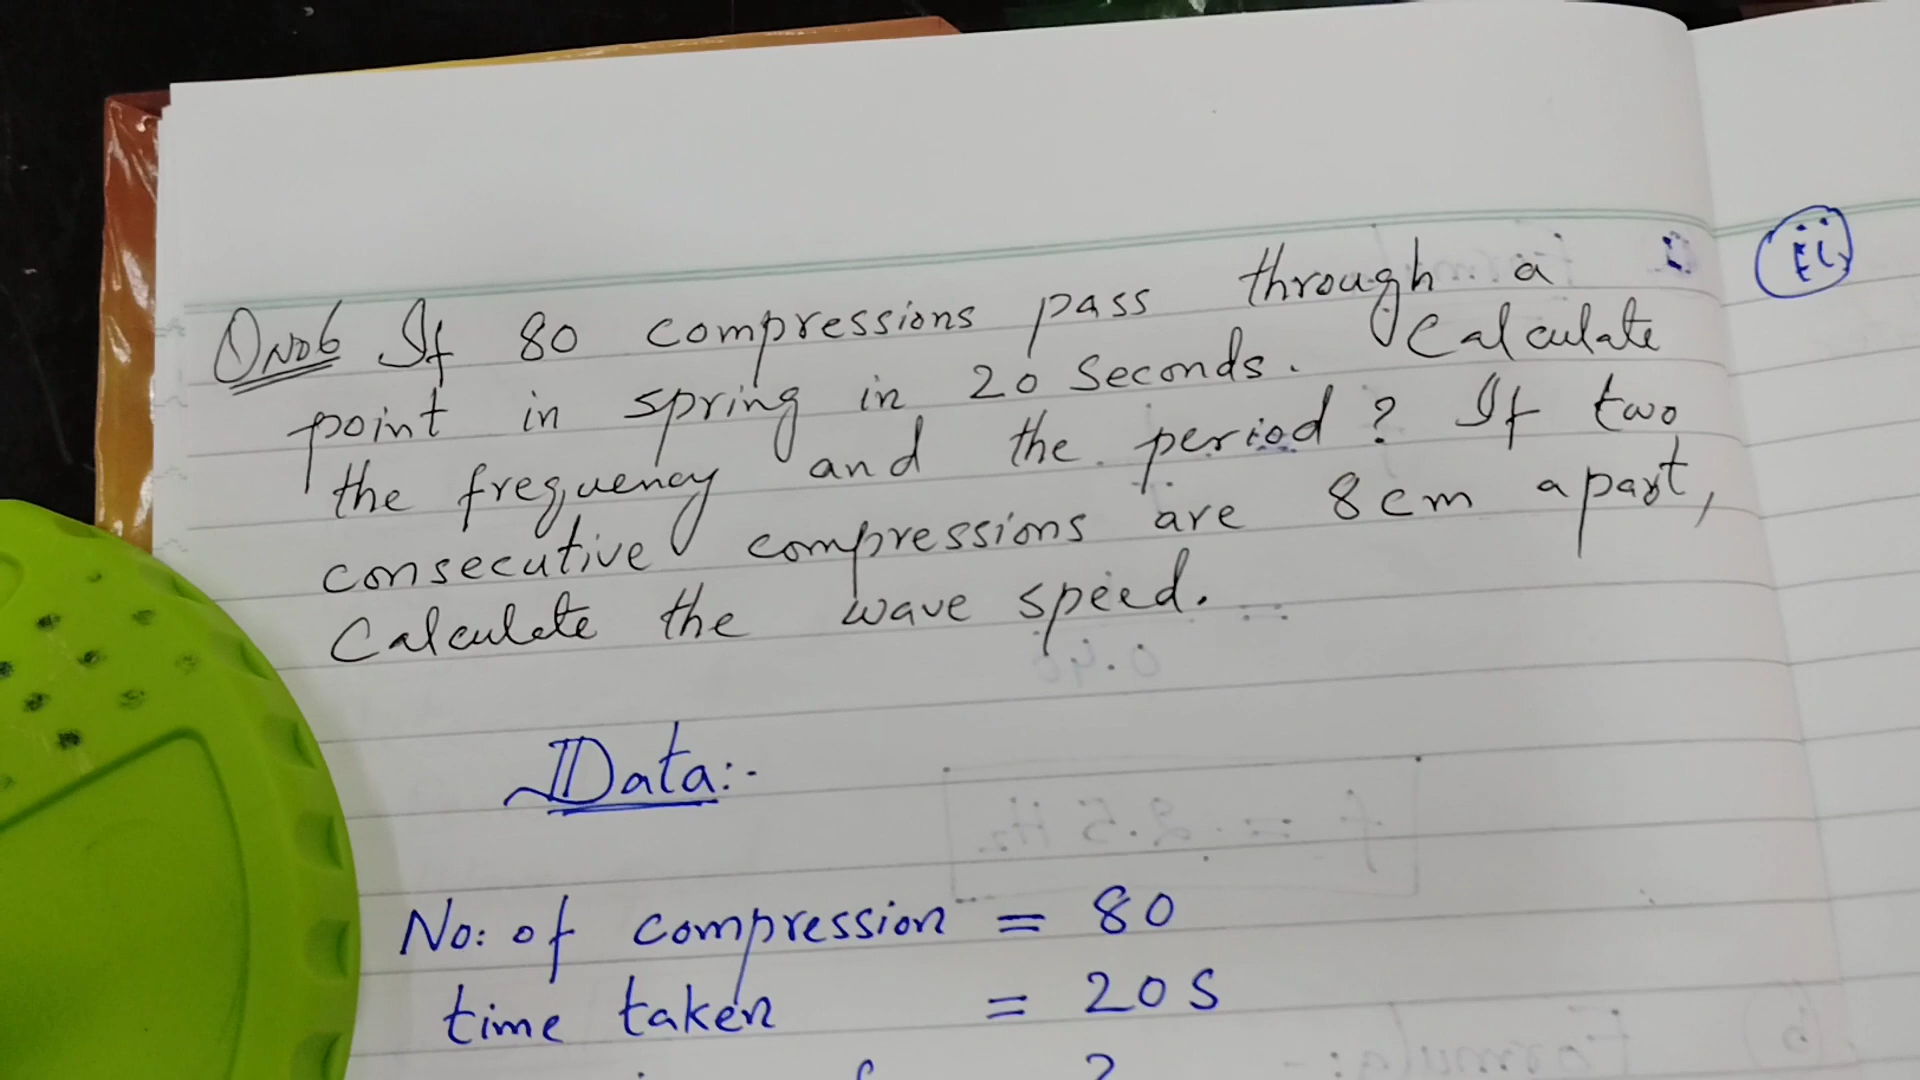 QNo6 If 80 compressions pass through a
point in spring in 20 Seconds. Calculate
the frequency and the period ? If two
consecutive compressions are 8cm apart,
Calculate the wave speed.
Data:-
No: of compression = 80
time taken = 20 S